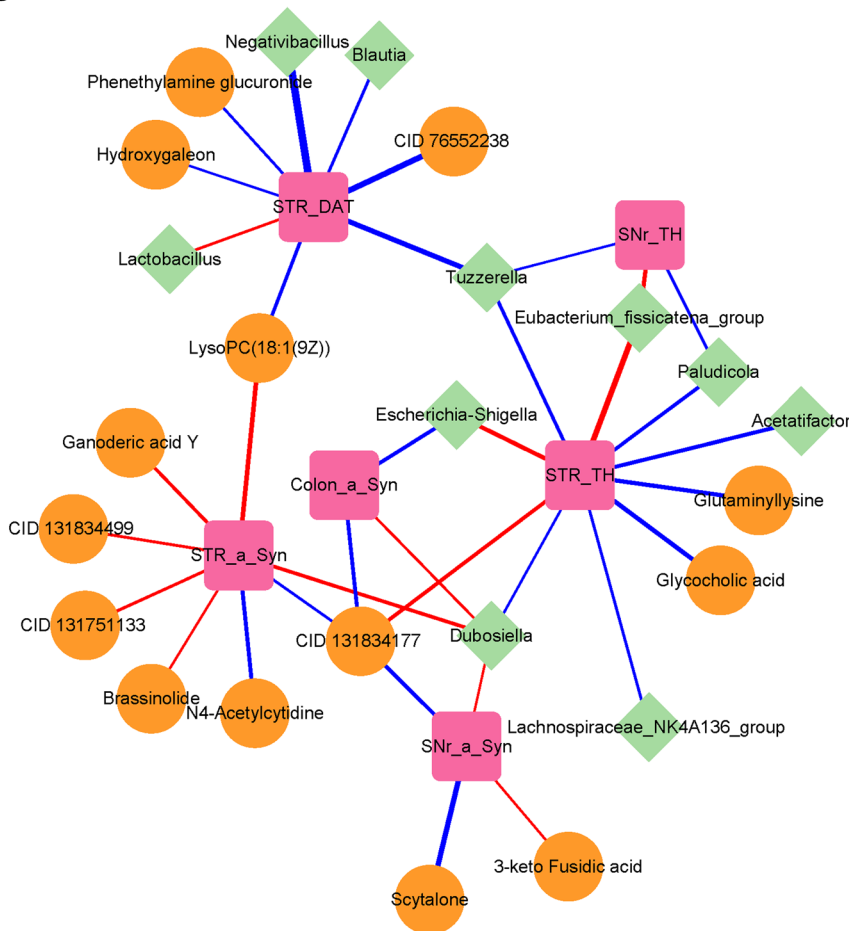 Negativibacillus
Blautia
Phenethylamine glucuronide
CID 76552238
Hydroxygaleon
STR_DAT
SNr_TH
Lactobacillus
Tuzzerella
Eubacterium_fissicatena_group
LysoPC(18:1(9Z))
Paludicola
Escherichia-Shigella
Acetatifactor
Ganoderic acid Y
Colon_a_Syn
STR_TH
Glutaminyllysine
CID 131834499
STR_a_Syn
Glycocholic acid
CID 131751133
CID 131834177
Dubosiella
Brassinolide
N4-Acetylcytidine
Lachnospiraceae_NK4A136_group
SNr_a_Syn
3-keto Fusidic acid
Scytalone